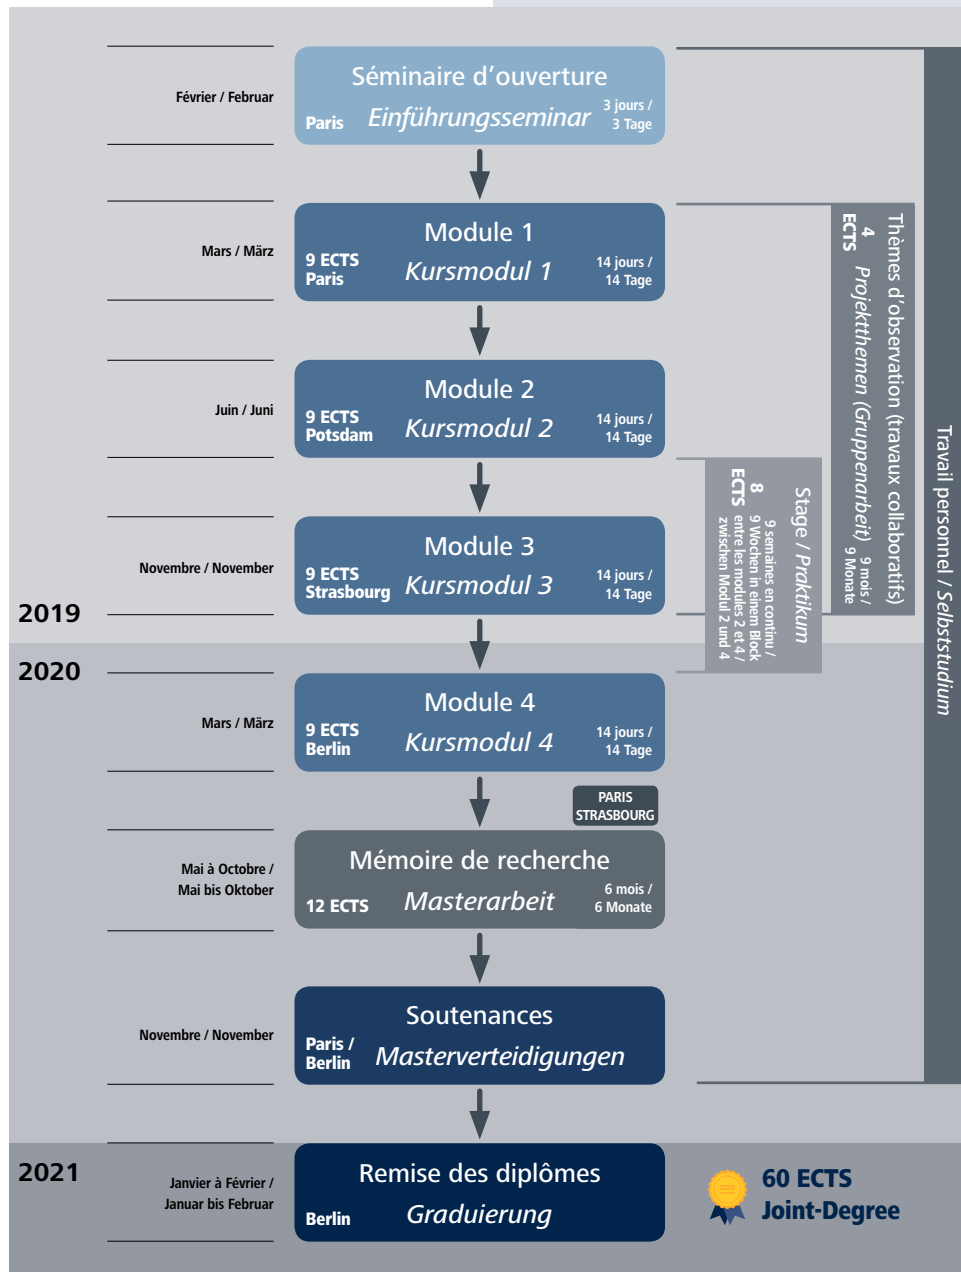 Février / Februar
Séminaire d’ouverture
Paris
Einführungsseminar
3 jours /
3 Tage
Mars / März
Module 1
9 ECTS
Paris
Kursmodul 1
14 jours /
14 Tage
Juin / Juni
Module 2
9 ECTS
Potsdam
Kursmodul 2
14 jours /
14 Tage
Novembre / November
Module 3
9 ECTS
Strasbourg
Kursmodul 3
14 jours /
14 Tage
2019
2020
Mars / März
Module 4
9 ECTS
Berlin
Kursmodul 4
14 jours /
14 Tage
PARIS
STRASBOURG
Mai à Octobre /
Mai bis Oktober
Mémoire de recherche
12 ECTS
Masterarbeit
6 mois /
6 Monate
Novembre / November
Soutenances
Paris /
Berlin
Masterverteidigungen
2021
Janvier à Février /
Januar bis Februar
Remise des diplômes
Berlin
Graduierung
60 ECTS
Joint-Degree
Stage / Praktikum
8
ECTS
9 semaines en continu /
9 Wochen in einem Block
entre les modules 2 et 4 /
zwischen Modul 2 und 4
Thèmes d’observation (travaux collaboratifs)
4
ECTS
Projektthemen (Gruppenarbeit)
9 mois /
9 Monate
Travail personnel / Selbststudium